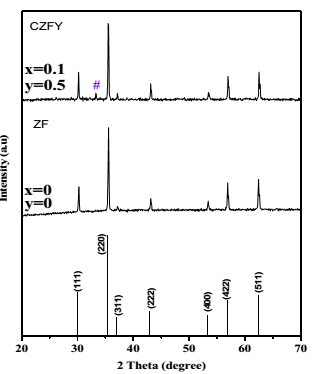 CZFY
x=0.1
#
y=0.5
ZF
x=0
y=0
Intensity (a.u)
(111)
(220)
(311)
(222)
(400)
(422)
(511)
20 30 40 50 60 70
2 Theta (degree)